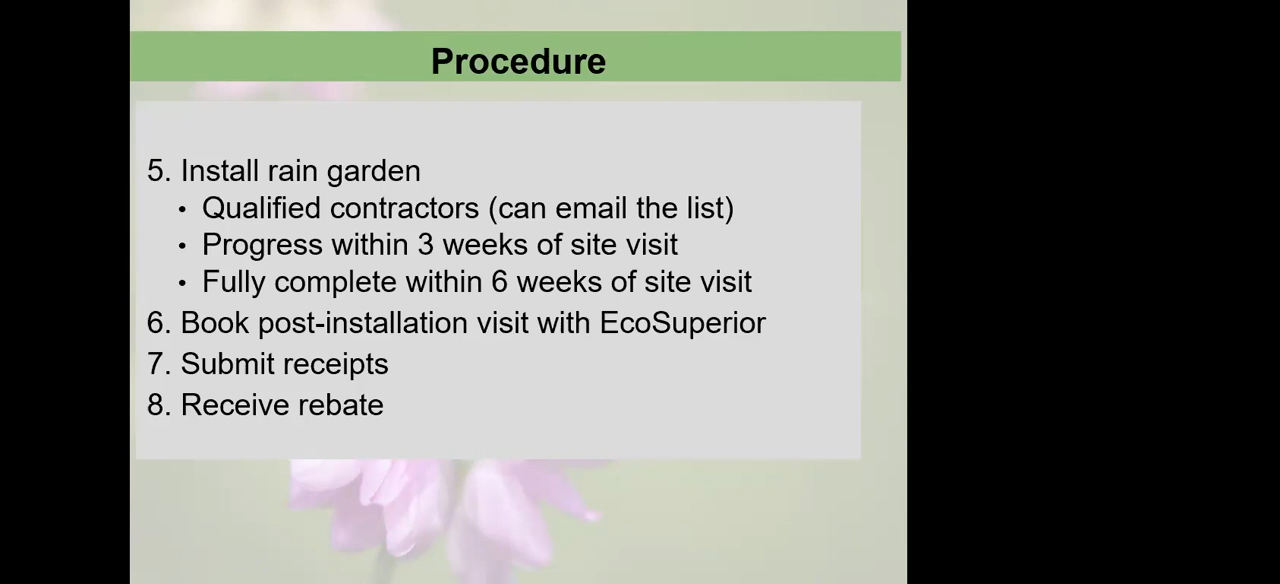 Procedure
5. Install rain garden
• Qualified contractors (can email the list)
• Progress within 3 weeks of site visit
• Fully complete within 6 weeks of site visit
6. Book post-installation visit with EcoSuperior
7. Submit receipts
8. Receive rebate